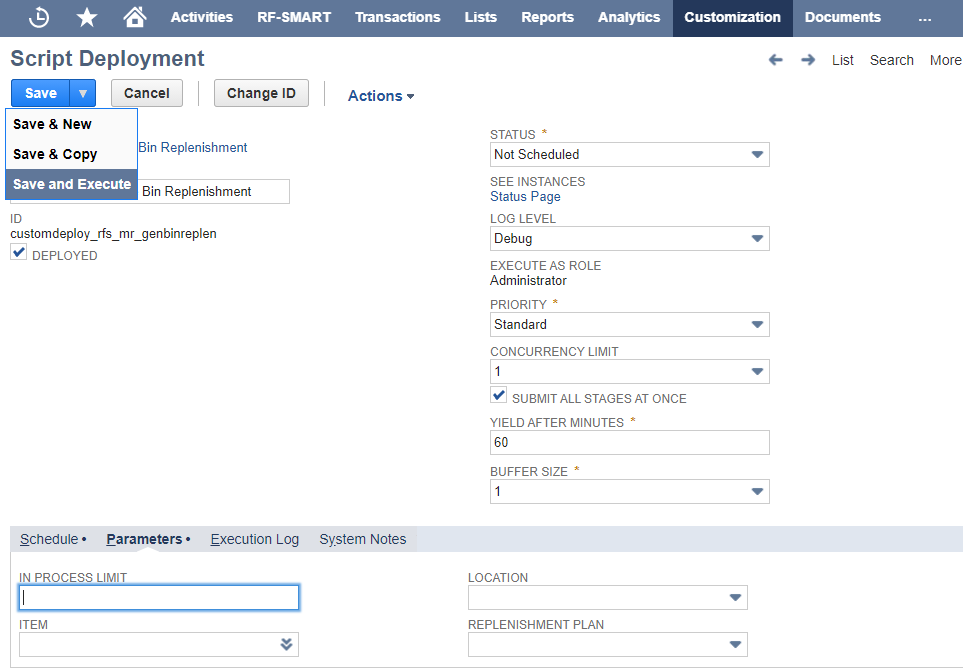 Activities RF-SMART Transactions Lists Reports Analytics Customization Documents ...
Script Deployment
List Search More
Save Cancel Change ID Actions
Save & New
Save & Copy
Save and Execute
Bin Replenishment
Bin Replenishment
ID
customdeploy_rfs_mr_genbinreplen
DEPLOYED
STATUS *
Not Scheduled
SEE INSTANCES
Status Page
LOG LEVEL
Debug
EXECUTE AS ROLE
Administrator
PRIORITY *
Standard
CONCURRENCY LIMIT
1
SUBMIT ALL STAGES AT ONCE
YIELD AFTER MINUTES *
60
BUFFER SIZE *
1
Schedule • Parameters • Execution Log System Notes
IN PROCESS LIMIT
ITEM
LOCATION
REPLENISHMENT PLAN